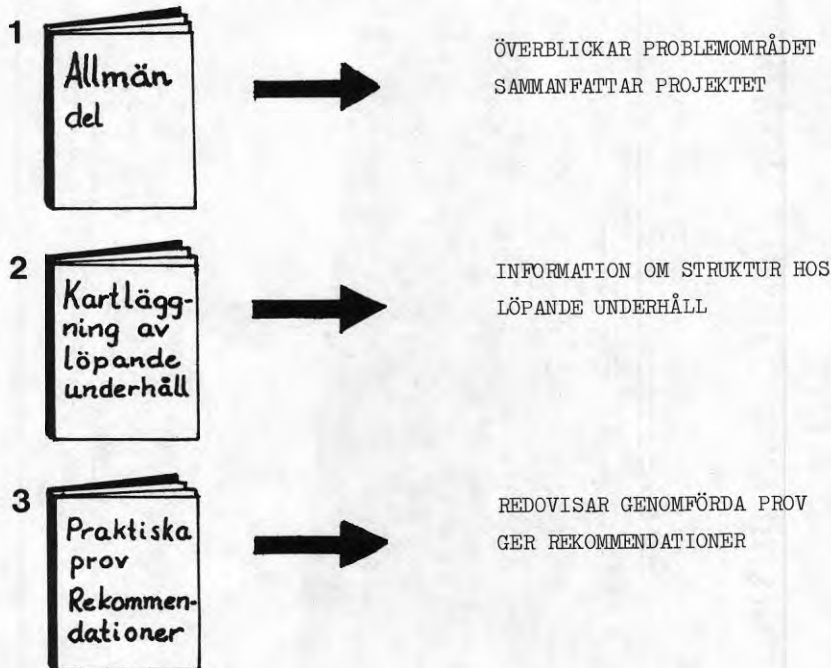 1
Allmän
del
ÖVERBLICKAR PROBLEMOMRÅDET
SAMMANFATTAR PROJEKTET
2
Kartlägg-
ning av
löpande
underhåll
INFORMATION OM STRUKTUR HOS
LÖPANDE UNDERHÅLL
3
Praktiska
prov
Rekommen-
dationer
REDOVISAR GENOMFÖRDA PROV
GER REKOMMENDATIONER